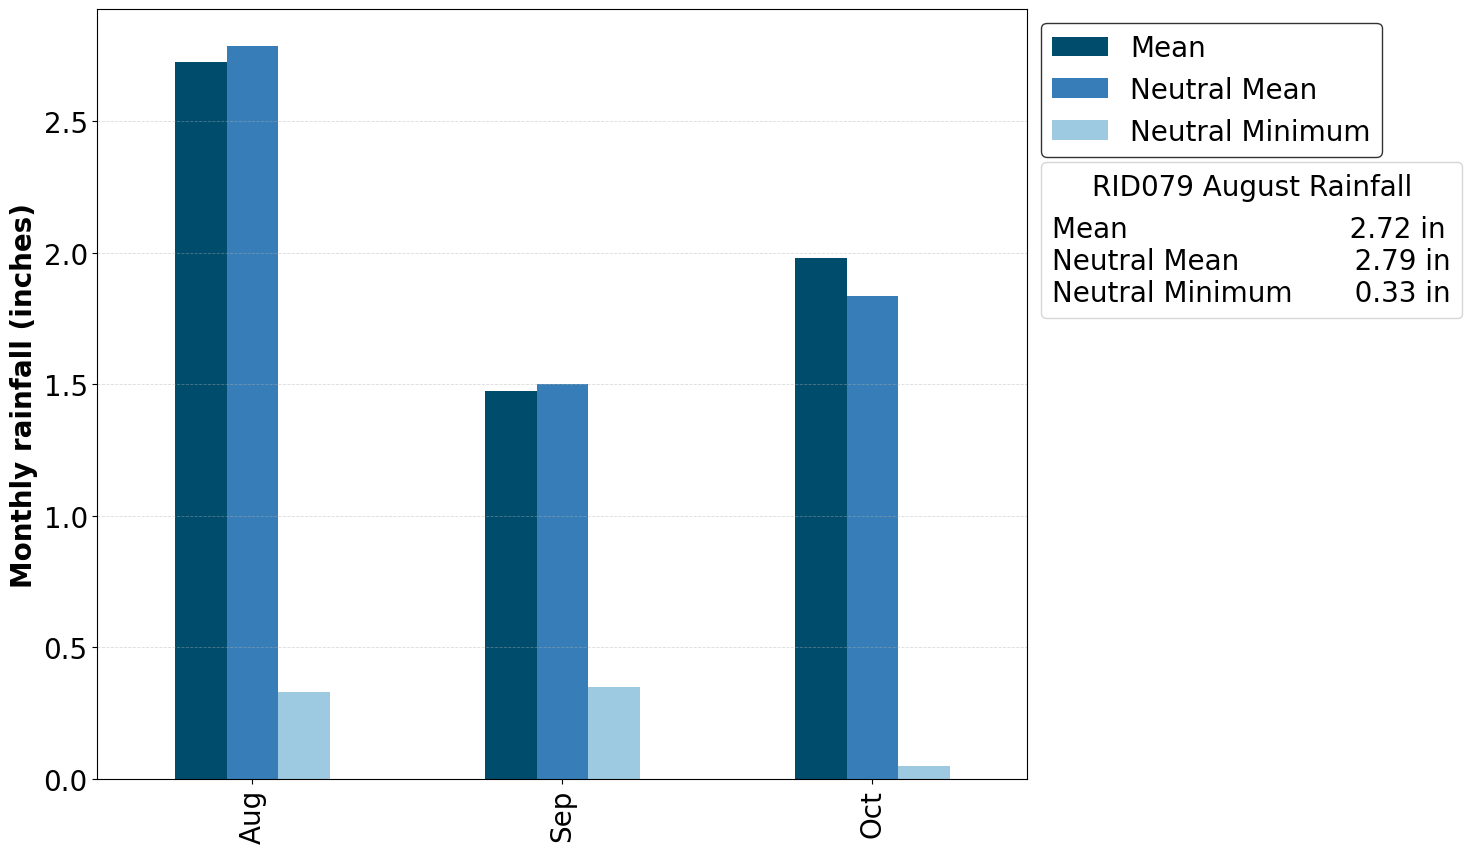 Monthly rainfall (inches)
2.5
2.0
1.5
1.0
0.5
0.0
Aug
Sep
Oct
Mean
Neutral Mean
Neutral Minimum
RID079 August Rainfall
Mean 2.72 in
Neutral Mean 2.79 in
Neutral Minimum 0.33 in